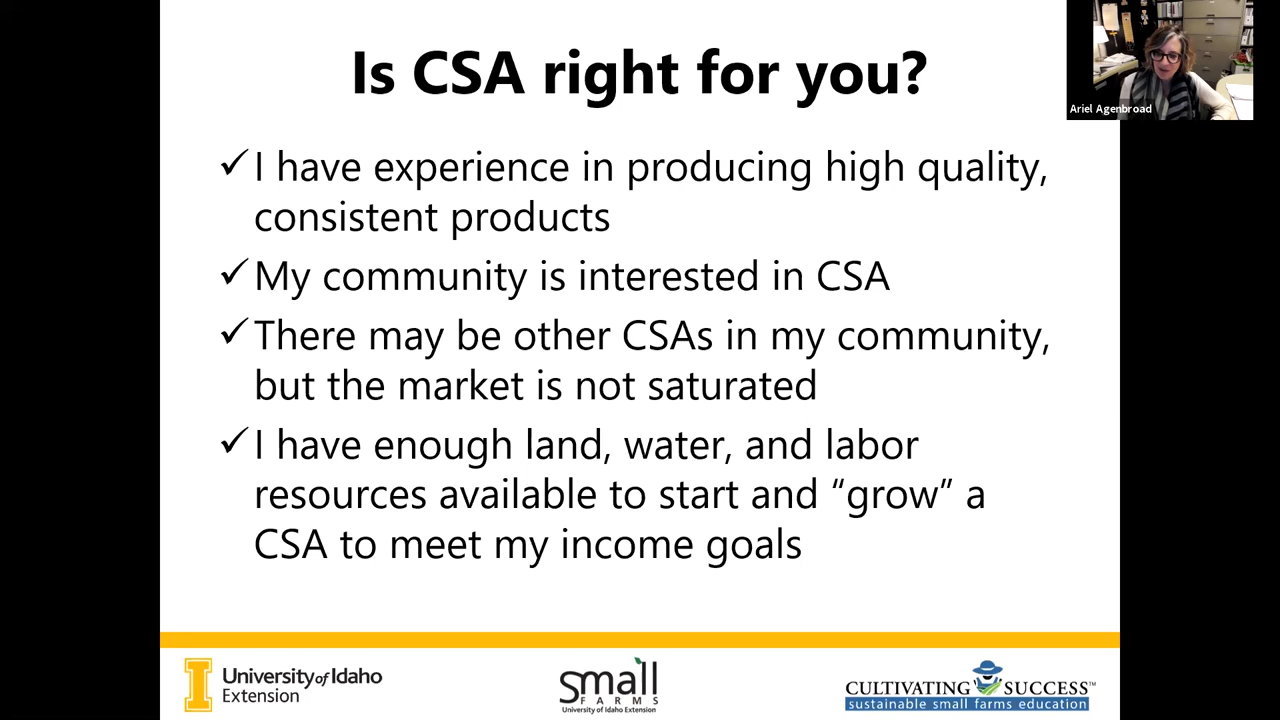 Is CSA right for you?
Ariel Agenbroad
✓I have experience in producing high quality,
consistent products
✓My community is interested in CSA
✓There may be other CSAs in my community,
but the market is not saturated
✓I have enough land, water, and labor
resources available to start and “grow” a
CSA to meet my income goals
I
University of Idaho
Extension
small
FARMS
University of Idaho Extension
CULTIVATING SUCCESS™
sustainable small farms education